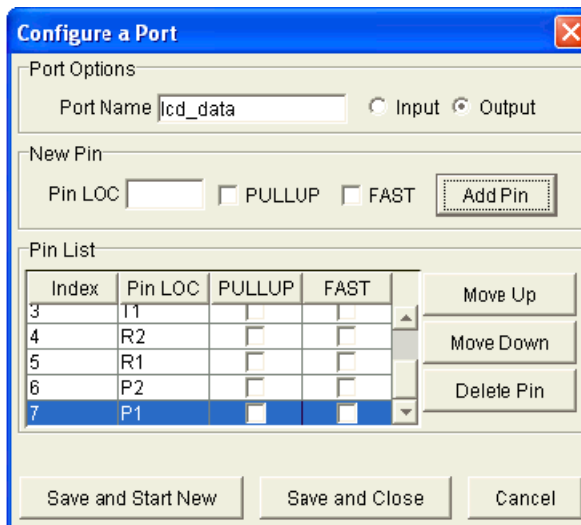 Configure a Port
Port Options
Port Name lcd_data Input Output
New Pin
Pin LOC PULLUP FAST Add Pin
Pin List
Index Pin LOC PULLUP FAST
3 T1
4 R2
5 R1
6 P2
7 P1
Move Up
Move Down
Delete Pin
Save and Start New Save and Close Cancel